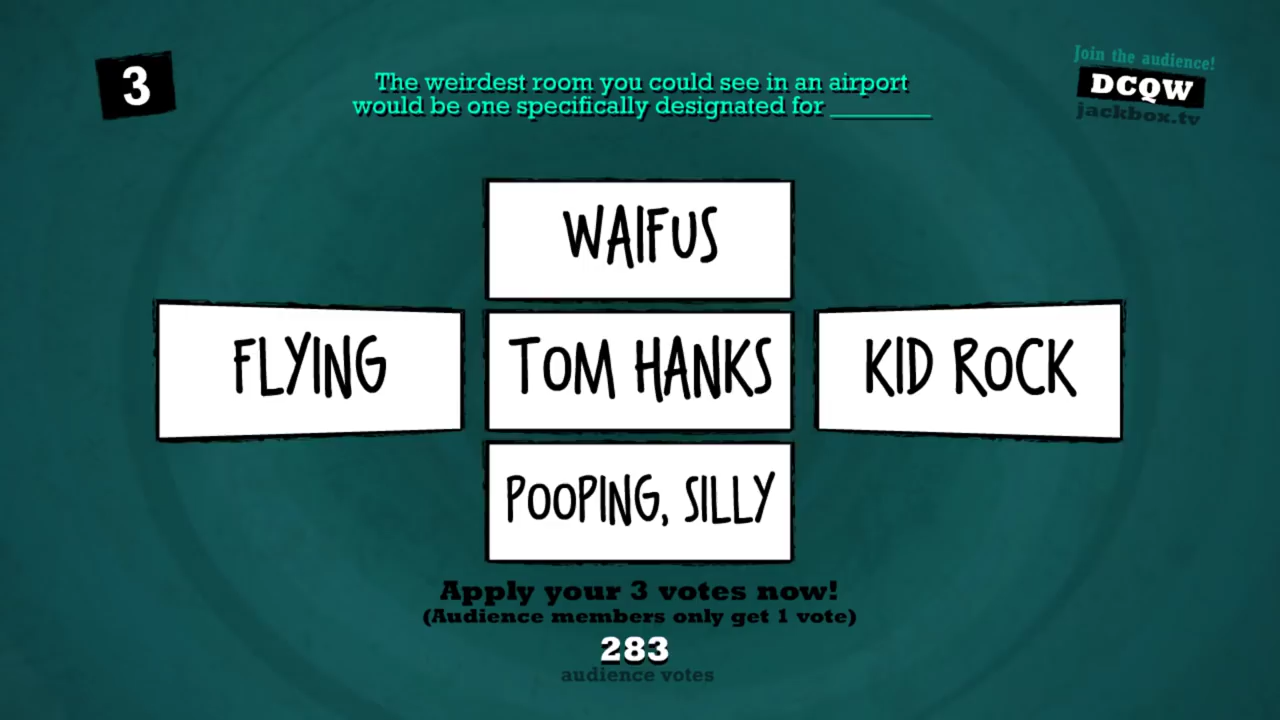 3
The weirdest room you could see in an airport
would be one specifically designated for ________
Join the audience!
DCQW
jackbox.tv
WAIFUS
FLYING
TOM HANKS
KID ROCK
POOPING, SILLY
Apply your 3 votes now!
(Audience members only get 1 vote)
283
audience votes